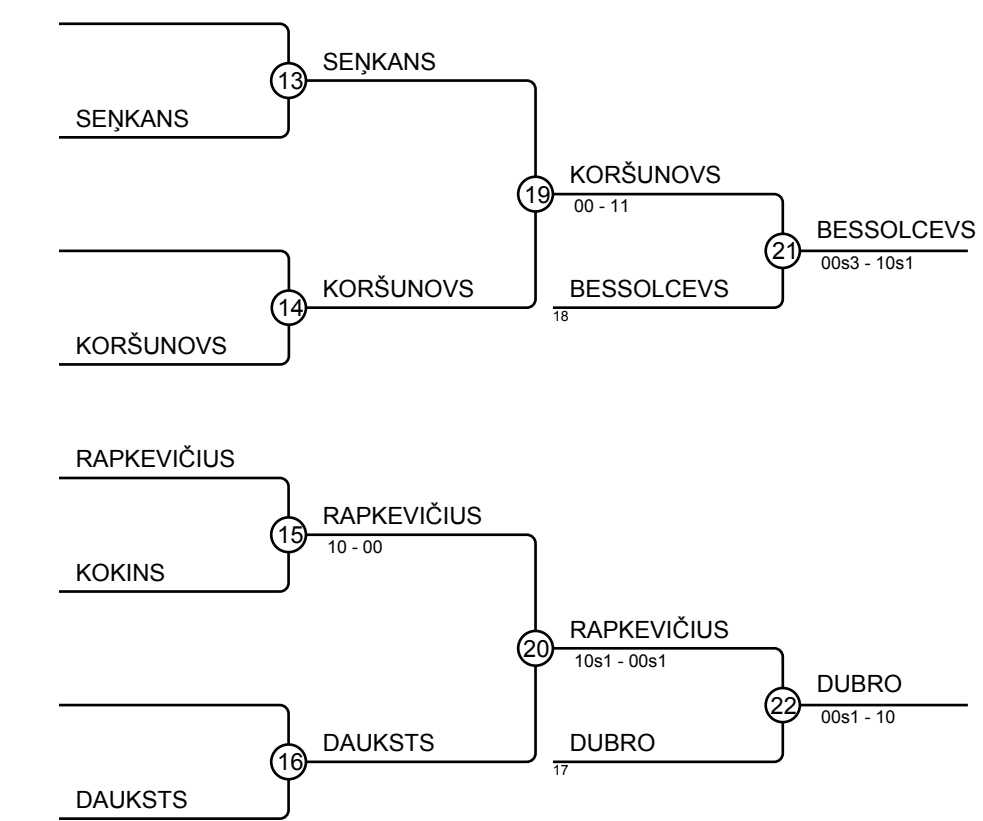 SEŅKANS
13
SEŅKANS
KORŠUNOVS
19
00 - 11
BESSOLCEVS
21
00s3 - 10s1
KORŠUNOVS
14
BESSOLCEVS
18
KORŠUNOVS
RAPKEVIČIUS
RAPKEVIČIUS
15
10 - 00
KOKINS
RAPKEVIČIUS
20
10s1 - 00s1
DUBRO
22
00s1 - 10
DAUKSTS
16
DUBRO
17
DAUKSTS